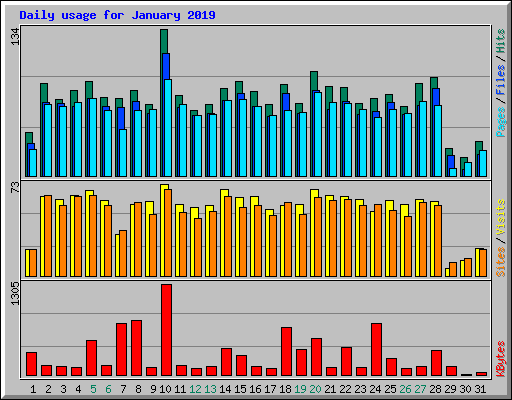 Daily usage for January 2019
134
Pages / Files / Hits
73
Sites / Visits
1305
KBytes
1 2 3 4 5 6 7 8 9 10 11 12 13 14 15 16 17 18 19 20 21 22 23 24 25 26 27 28 29 30 31